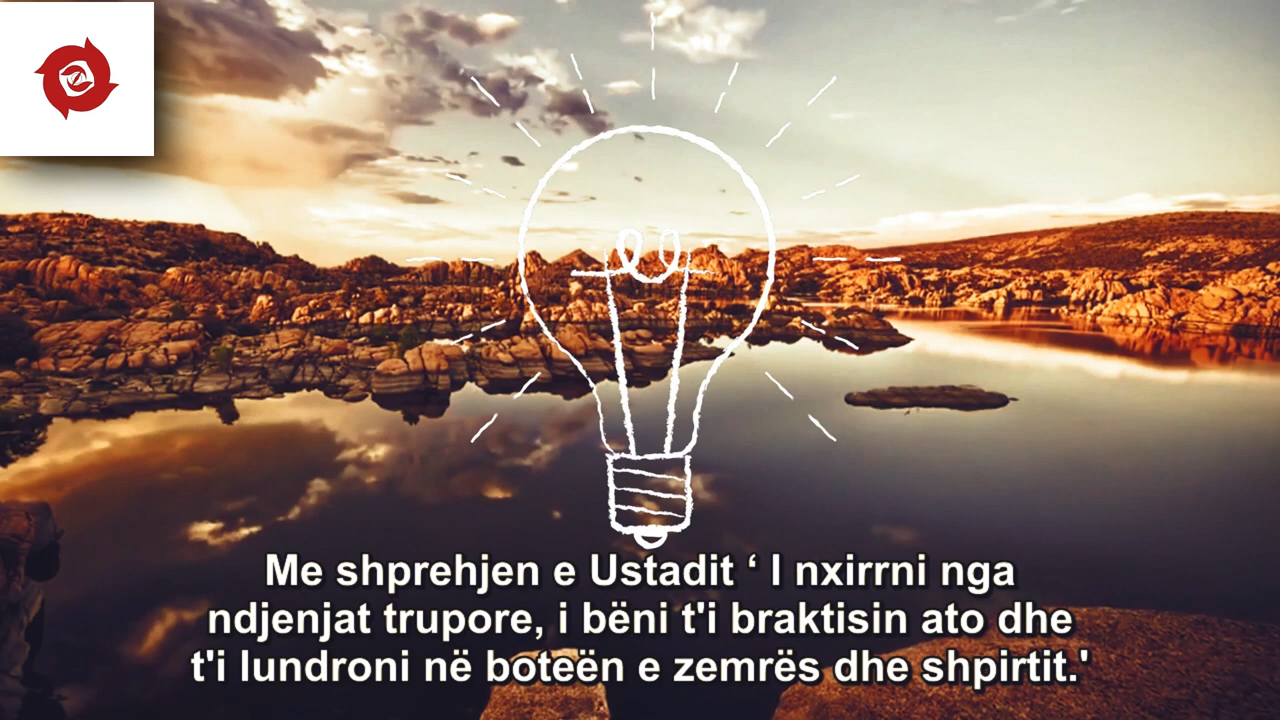 Me shprehjen e Ustadit ‘ I nxirrni nga
ndjenjat trupore, i bëni t'i braktisin ato dhe
t'i lundroni në boteën e zemrës dhe shpirtit.'